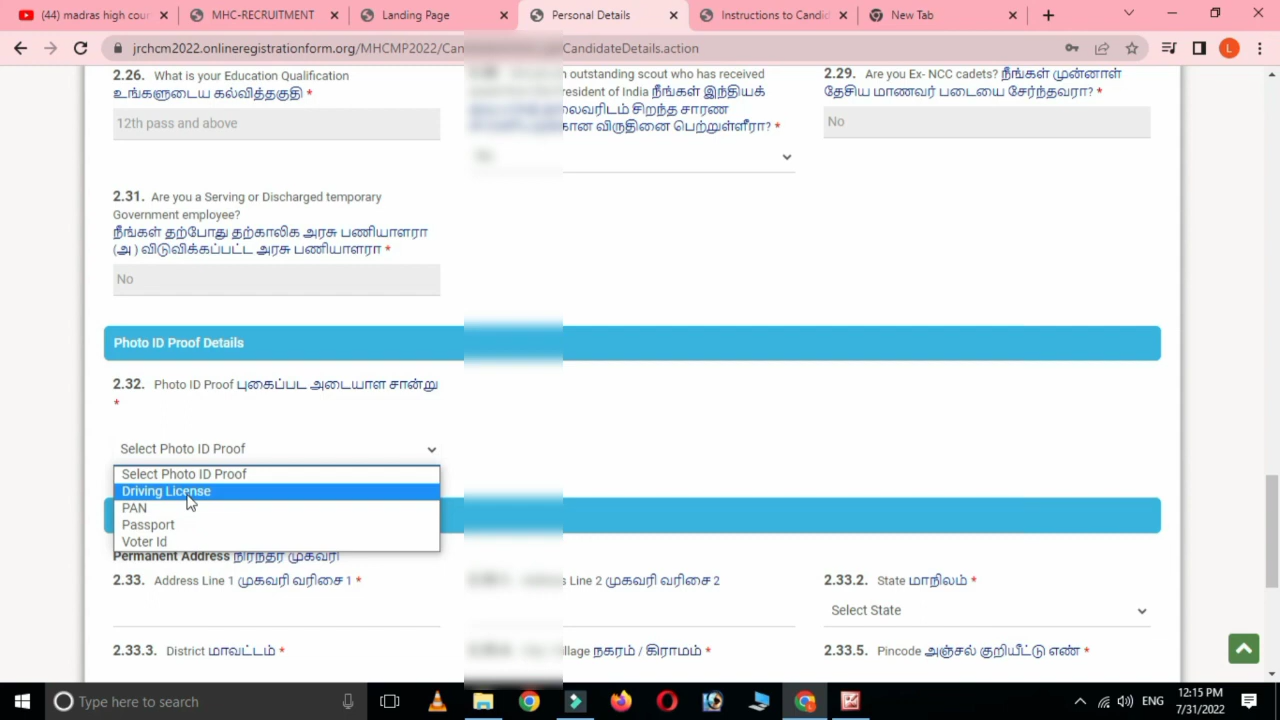 (44) madras high cour
MHC-RECRUITMENT
Landing Page
Personal Details
Instructions to Candid
New Tab
jrchcm2022.onlineregistrationform.org/MHCMP2022/Can
CandidateDetails.action
L
2.26. What is your Education Qualification
உங்களுடைய கல்வித்தகுதி *
12th pass and above
outstanding scout who has received
resident of India நீங்கள் இந்தியக்
லைவரிடம் சிறந்த சாரண
கான விருதினை பெற்றுள்ளீரா? *
2.29. Are you Ex- NCC cadets? நீங்கள் முன்னாள்
தேசிய மாணவர் படையை சேர்ந்தவரா? *
No
2.31. Are you a Serving or Discharged temporary
Government employee?
நீங்கள் தற்போது தற்காலிக அரசு பணியாளரா
(அ ) விடுவிக்கப்பட்ட அரசு பணியாளரா *
No
Photo ID Proof Details
2.32. Photo ID Proof புகைப்பட அடையாள சான்று
*
Select Photo ID Proof
Select Photo ID Proof
Driving License
PAN
Passport
Voter Id
Permanent Address நிரந்தர முகவரி
2.33. Address Line 1 முகவரி வரிசை 1 *
Line 2 முகவரி வரிசை 2
2.33.2. State மாநிலம் *
Select State
2.33.3. District மாவட்டம் *
llage நகரம் / கிராமம் *
2.33.5. Pincode அஞ்சல் குறியீட்டு எண் *
Type here to search
ENG
12:15 PM
7/31/2022